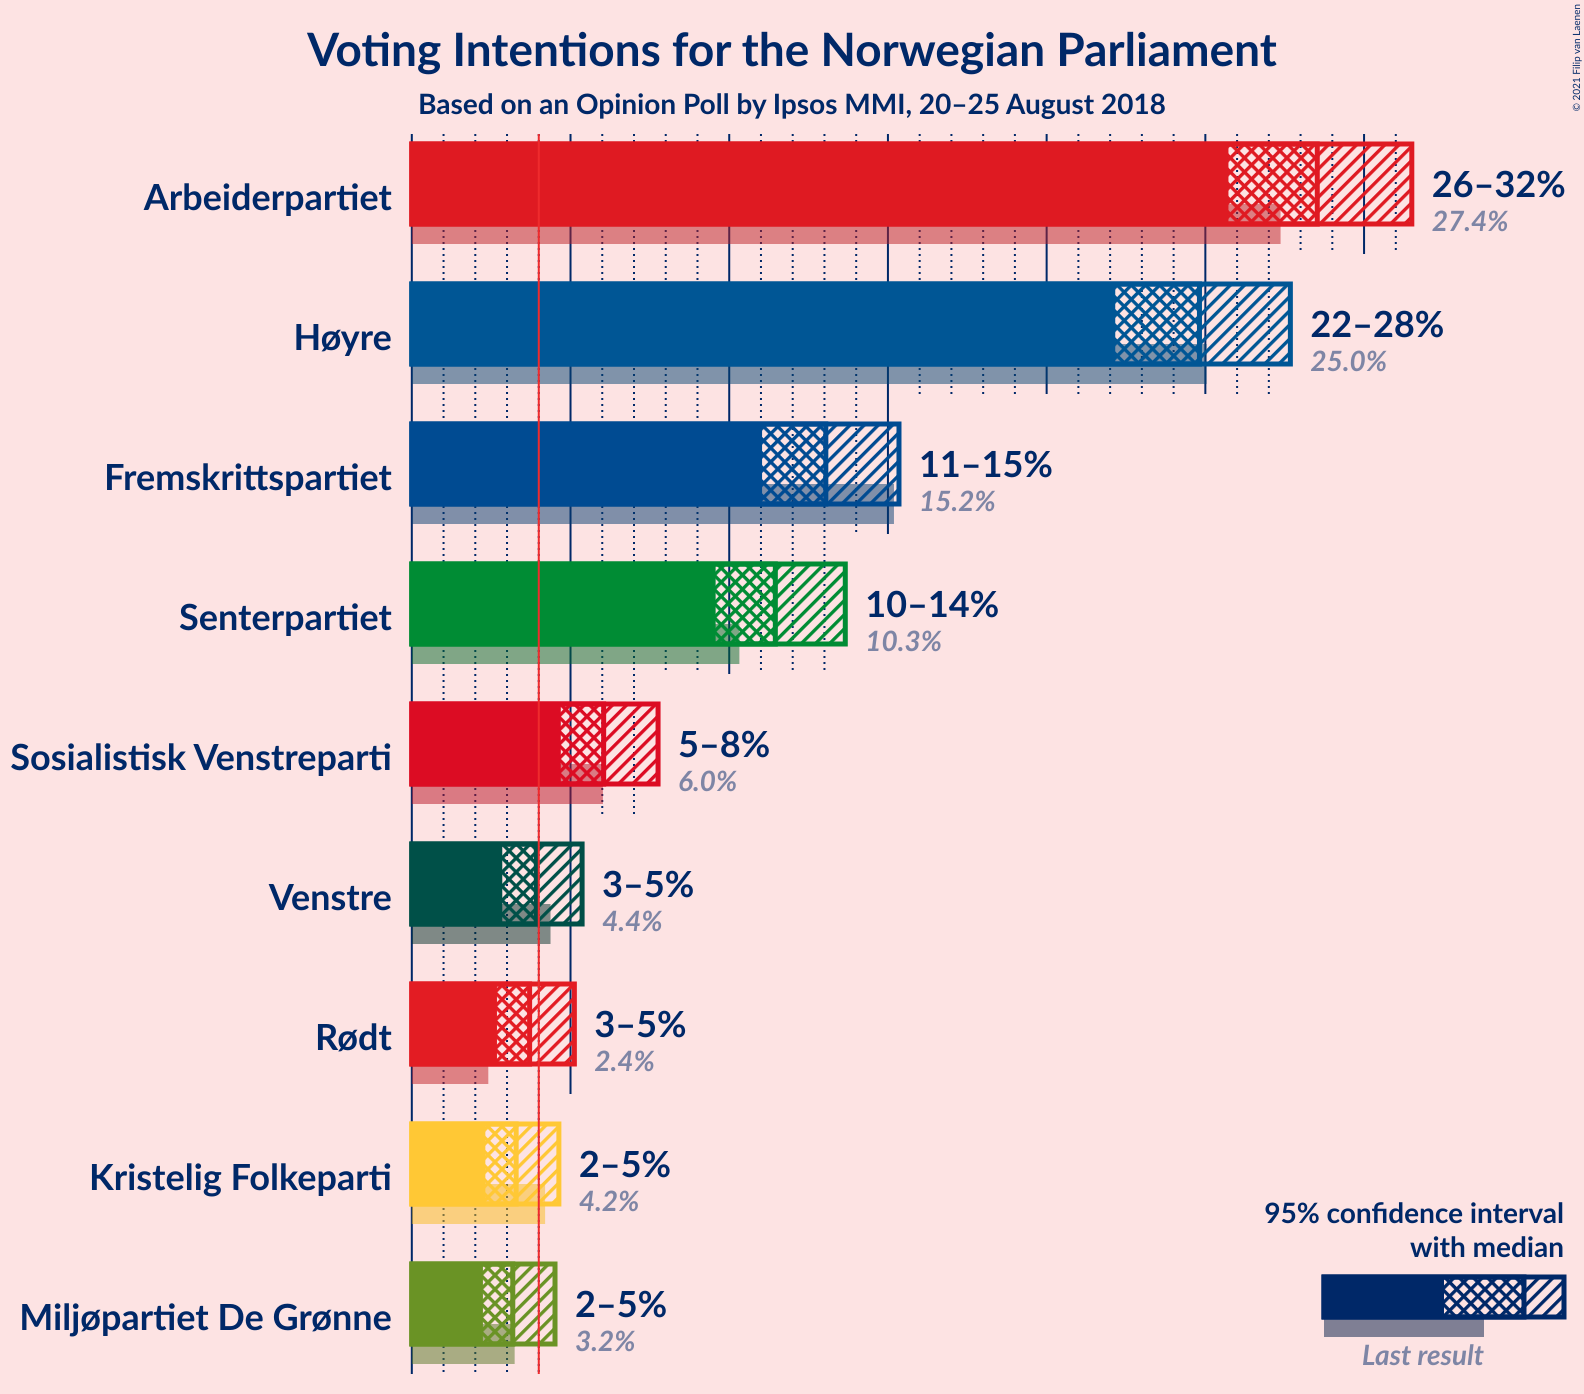 Voting Intentions for the Norwegian Parliament
Based on an Opinion Poll by Ipsos MMI, 20–25 August 2018
© 2021 Filip van Laenen
Arbeiderpartiet
26–32%
27.4%
Høyre
22–28%
25.0%
Fremskrittspartiet
11–15%
15.2%
Senterpartiet
10–14%
10.3%
Sosialistisk Venstreparti
5–8%
6.0%
Venstre
3–5%
4.4%
Rødt
3–5%
2.4%
Kristelig Folkeparti
2–5%
4.2%
Miljøpartiet De Grønne
2–5%
3.2%
95% confidence interval
with median
Last result